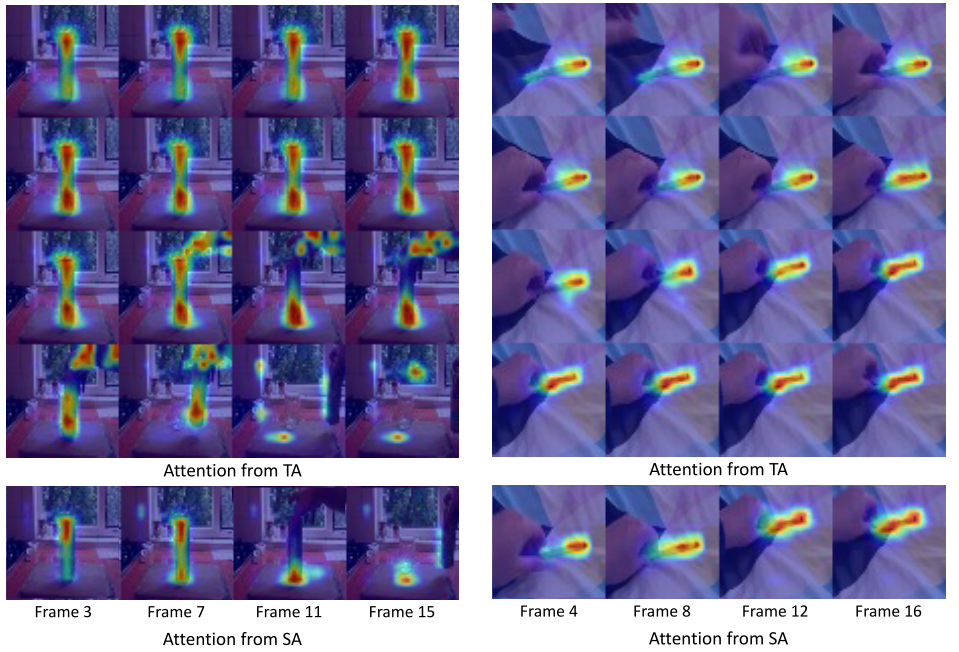 Attention from TA
Attention from TA
Frame 3 Frame 7 Frame 11 Frame 15
Frame 4 Frame 8 Frame 12 Frame 16
Attention from SA
Attention from SA